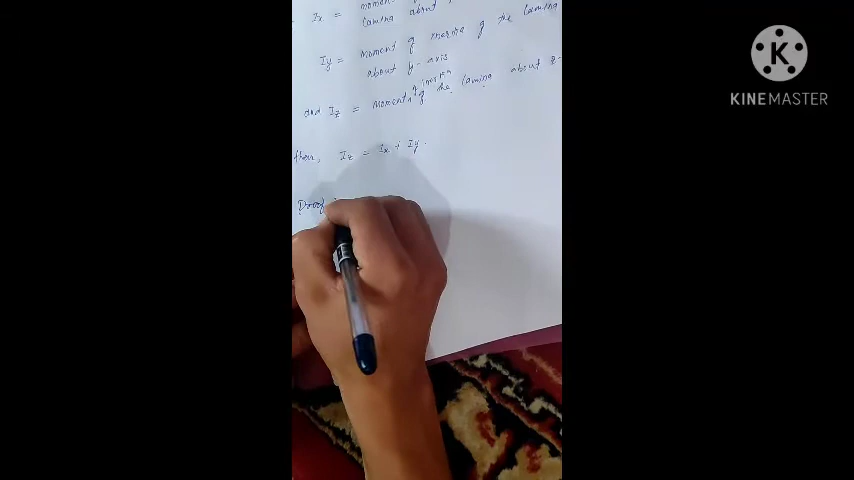 Ix = moment
lamina about
Iy = moment of inertia of the lamina
about y-axis
and Iz = moment of inertia of the lamina about z-
then, Iz = Ix + Iy.
Proof :
KINEMASTER